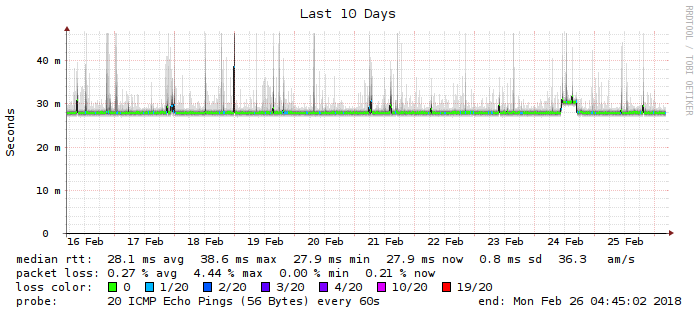 Last 10 Days
RRDTOOL / TOBI OETIKER
Seconds
40 m
30 m
20 m
10 m
0
16 Feb 17 Feb 18 Feb 19 Feb 20 Feb 21 Feb 22 Feb 23 Feb 24 Feb 25 Feb
median rtt: 28.1 ms avg 38.6 ms max 27.9 ms min 27.9 ms now 0.8 ms sd 36.3 am/s
packet loss: 0.27 % avg 4.44 % max 0.00 % min 0.21 % now
loss color: 0 1/20 2/20 3/20 4/20 10/20 19/20
probe: 20 ICMP Echo Pings (56 Bytes) every 60s end: Mon Feb 26 04:45:02 2018